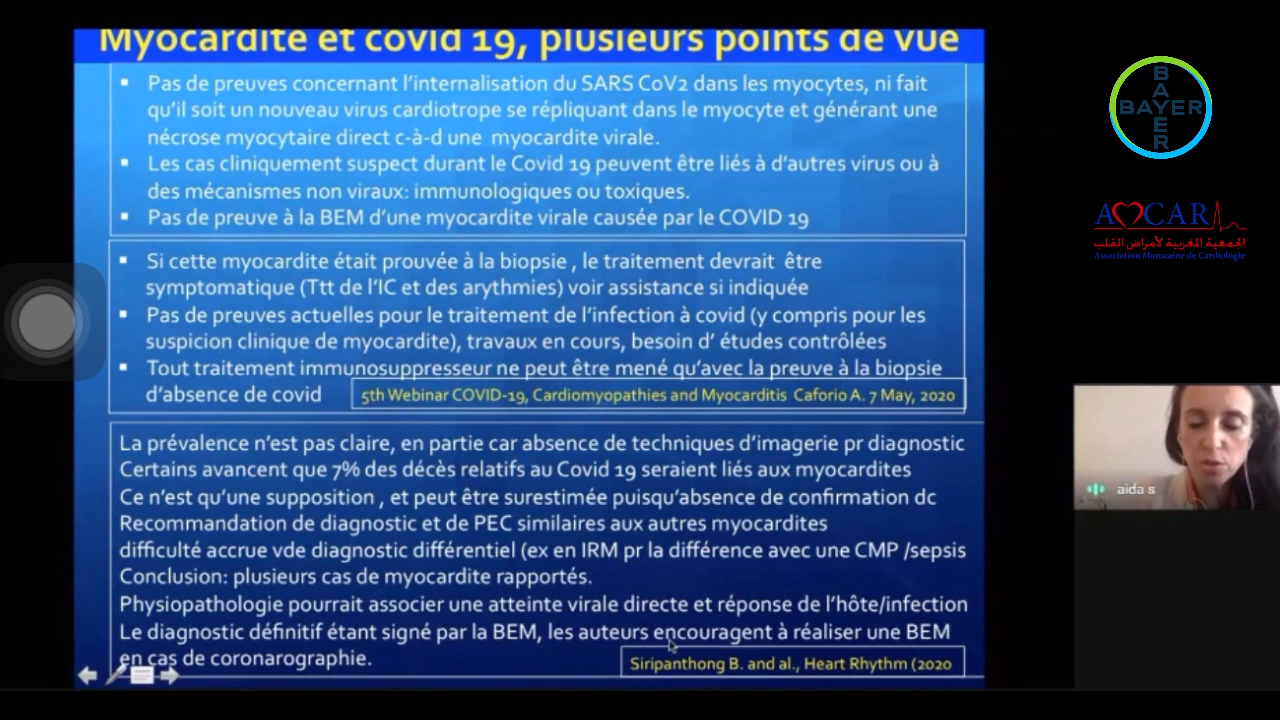 Myocardite et covid 19, plusieurs points de vue
▪ Pas de preuves concernant l'internalisation du SARS CoV2 dans les myocytes, ni fait
qu'il soit un nouveau virus cardiotrope se répliquant dans le myocyte et générant une
nécrose myocytaire direct c-à-d une myocardite virale.
▪ Les cas cliniquement suspect durant le Covid 19 peuvent être liés à d'autres virus ou à
des mécanismes non viraux: immunologiques ou toxiques.
▪ Pas de preuve à la BEM d'une myocardite virale causée par le COVID 19
▪ Si cette myocardite était prouvée à la biopsie , le traitement devrait être
symptomatique (Ttt de l'IC et des arythmies) voir assistance si indiquée
▪ Pas de preuves actuelles pour le traitement de l'infection à covid (y compris pour les
suspicion clinique de myocardite), travaux en cours, besoin d' études contrôlées
▪ Tout traitement immunosuppresseur ne peut être mené qu'avec la preuve à la biopsie
d'absence de covid
5th Webinar COVID-19, Cardiomyopathies and Myocarditis Caforio A. 7 May, 2020
La prévalence n'est pas claire, en partie car absence de techniques d'imagerie pr diagnostic
Certains avancent que 7% des décès relatifs au Covid 19 seraient liés aux myocardites
Ce n'est qu'une supposition , et peut être surestimée puisqu'absence de confirmation dc
Recommandation de diagnostic et de PEC similaires aux autres myocardites
difficulté accrue vde diagnostic différentiel (ex en IRM pr la différence avec une CMP /sepsis
Conclusion: plusieurs cas de myocardite rapportés.
Physiopathologie pourrait associer une atteinte virale directe et réponse de l'hôte/infection
Le diagnostic définitif étant signé par la BEM, les auteurs encouragent à réaliser une BEM
en cas de coronarographie.
Siripanthong B. and al., Heart Rhythm (2020
BAYER
BAYER
AMCAR
الجمعية المغربية لأمراض القلب
Association Marocaine de Cardiologie
aida s